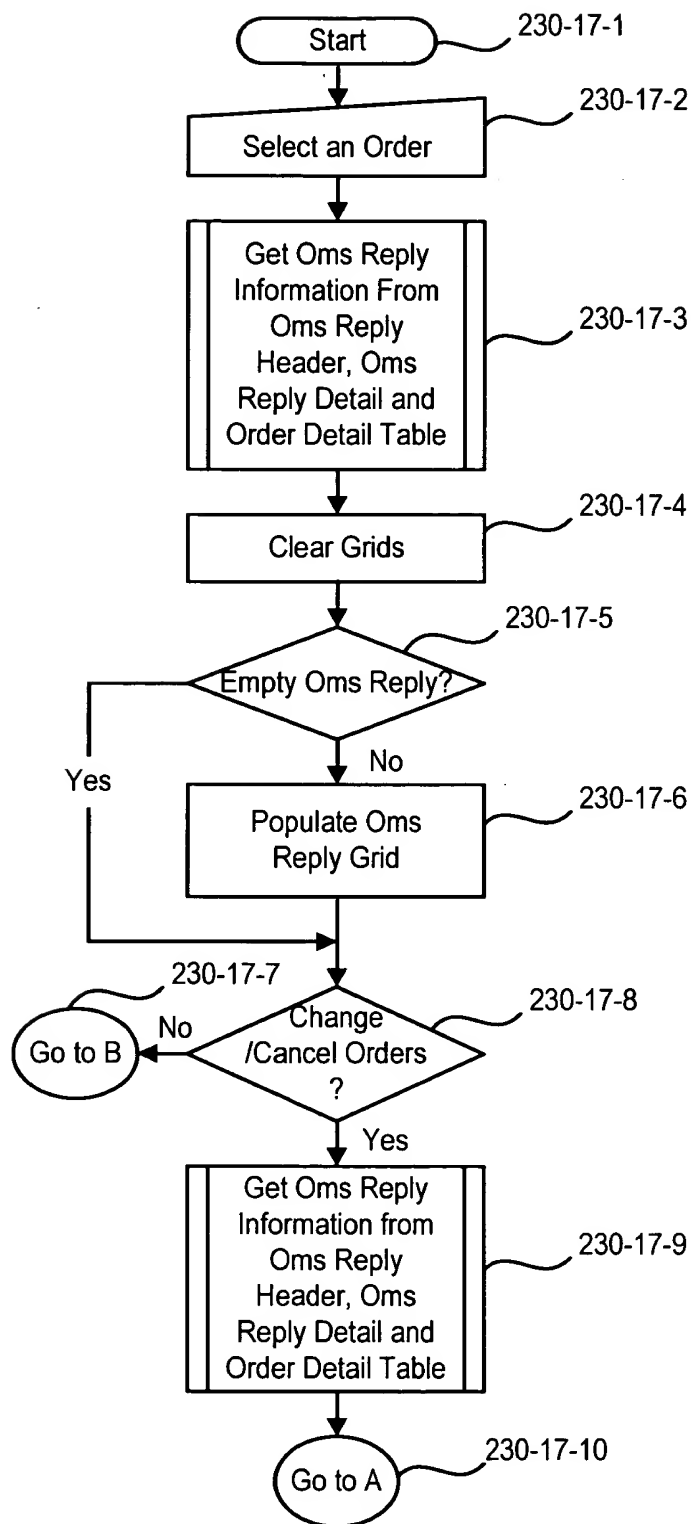 Start
230-17-1
Select an Order
230-17-2
Get Oms Reply
Information From
Oms Reply
Header, Oms
Reply Detail and
Order Detail Table
230-17-3
Clear Grids
230-17-4
Empty Oms Reply?
230-17-5
Yes
No
Populate Oms
Reply Grid
230-17-6
230-17-7
Go to B
No
Change
/Cancel Orders
?
230-17-8
Yes
Get Oms Reply
Information from
Oms Reply
Header, Oms
Reply Detail and
Order Detail Table
230-17-9
Go to A
230-17-10